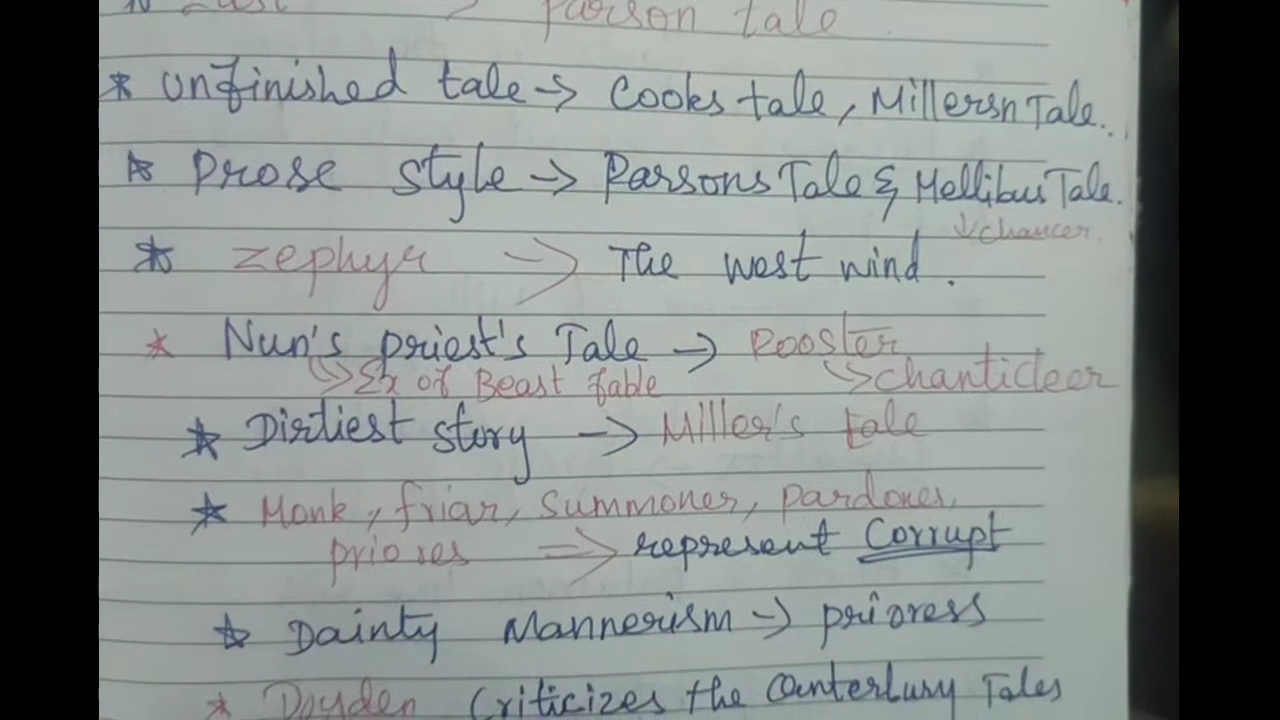 Parson tale
* Unfinished tale → Cooks tale, Millersn Tale..
* Prose style → Parsons Tale & Mellibus Tale.
↓ chaucer.
* Zephyr → The west wind.
* Nun's priest's Tale → Rooster
↳ Ex of Beast fable ↳ chanticleer
* Dirtiest story → Miller's tale
* Monk, friar, summoner, pardoner,
priores ⇒ represent Corrupt
* Dainty Mannerism → prioress
* Dryden Criticizes the Canterbury Tales